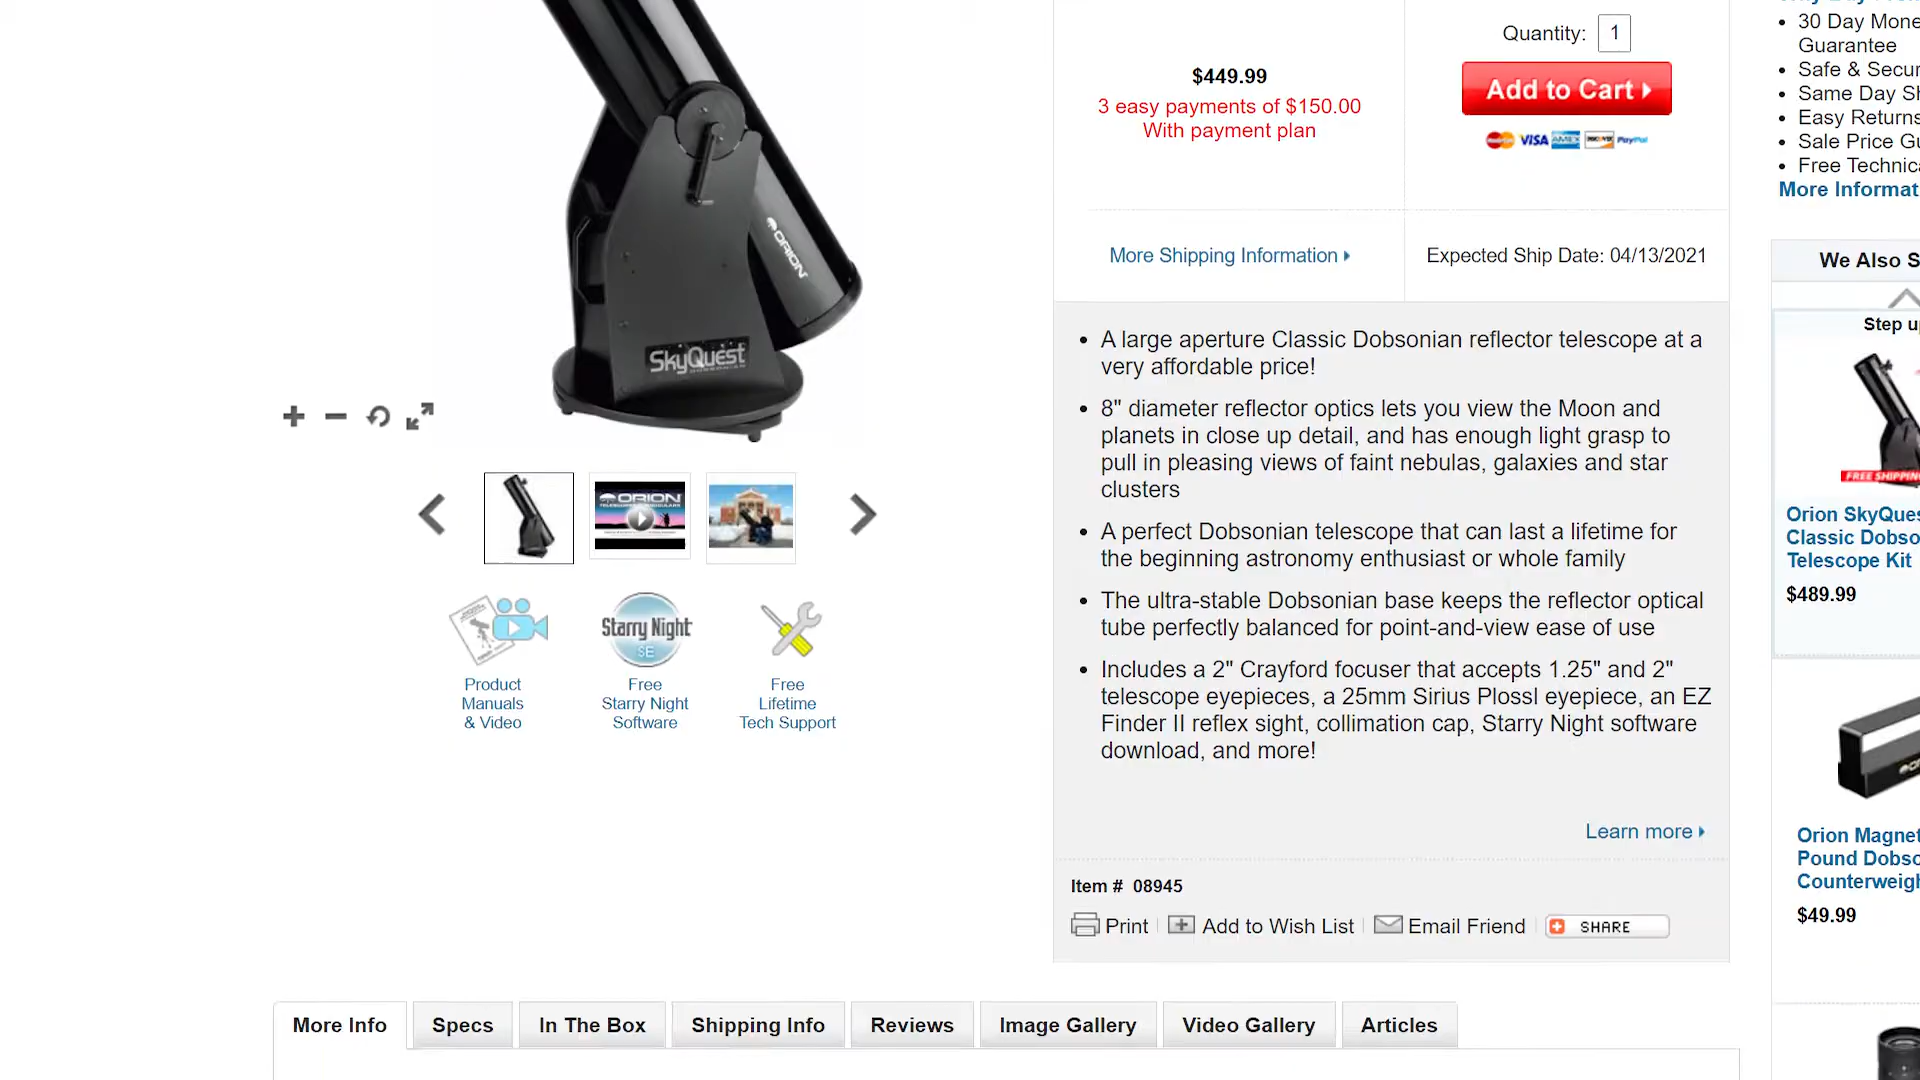 Quantity: 1
$449.99
3 easy payments of $150.00
With payment plan
Add to Cart
VISA AMEX DISCOVER PayPal
More Shipping Information
Expected Ship Date: 04/13/2021
ORION
SkyQuest
DOBSONIAN
A large aperture Classic Dobsonian reflector telescope at a
very affordable price!
8" diameter reflector optics lets you view the Moon and
planets in close up detail, and has enough light grasp to
pull in pleasing views of faint nebulas, galaxies and star
clusters
A perfect Dobsonian telescope that can last a lifetime for
the beginning astronomy enthusiast or whole family
The ultra-stable Dobsonian base keeps the reflector optical
tube perfectly balanced for point-and-view ease of use
Includes a 2" Crayford focuser that accepts 1.25" and 2"
telescope eyepieces, a 25mm Sirius Plossl eyepiece, an EZ
Finder II reflex sight, collimation cap, Starry Night software
download, and more!
Learn more
Item # 08945
Print
Add to Wish List
Email Friend
SHARE
ORION
Starry Night
SE
Product
Manuals
& Video
Free
Starry Night
Software
Free
Lifetime
Tech Support
30 Day Mone
Guarantee
Safe & Secur
Same Day Sh
Easy Returns
Sale Price Gu
Free Technica
More Informat
We Also S
Step up
FREE SHIPPIN
Orion SkyQues
Classic Dobso
Telescope Kit
$489.99
Orion Magnet
Pound Dobso
Counterweigh
$49.99
More Info
Specs
In The Box
Shipping Info
Reviews
Image Gallery
Video Gallery
Articles